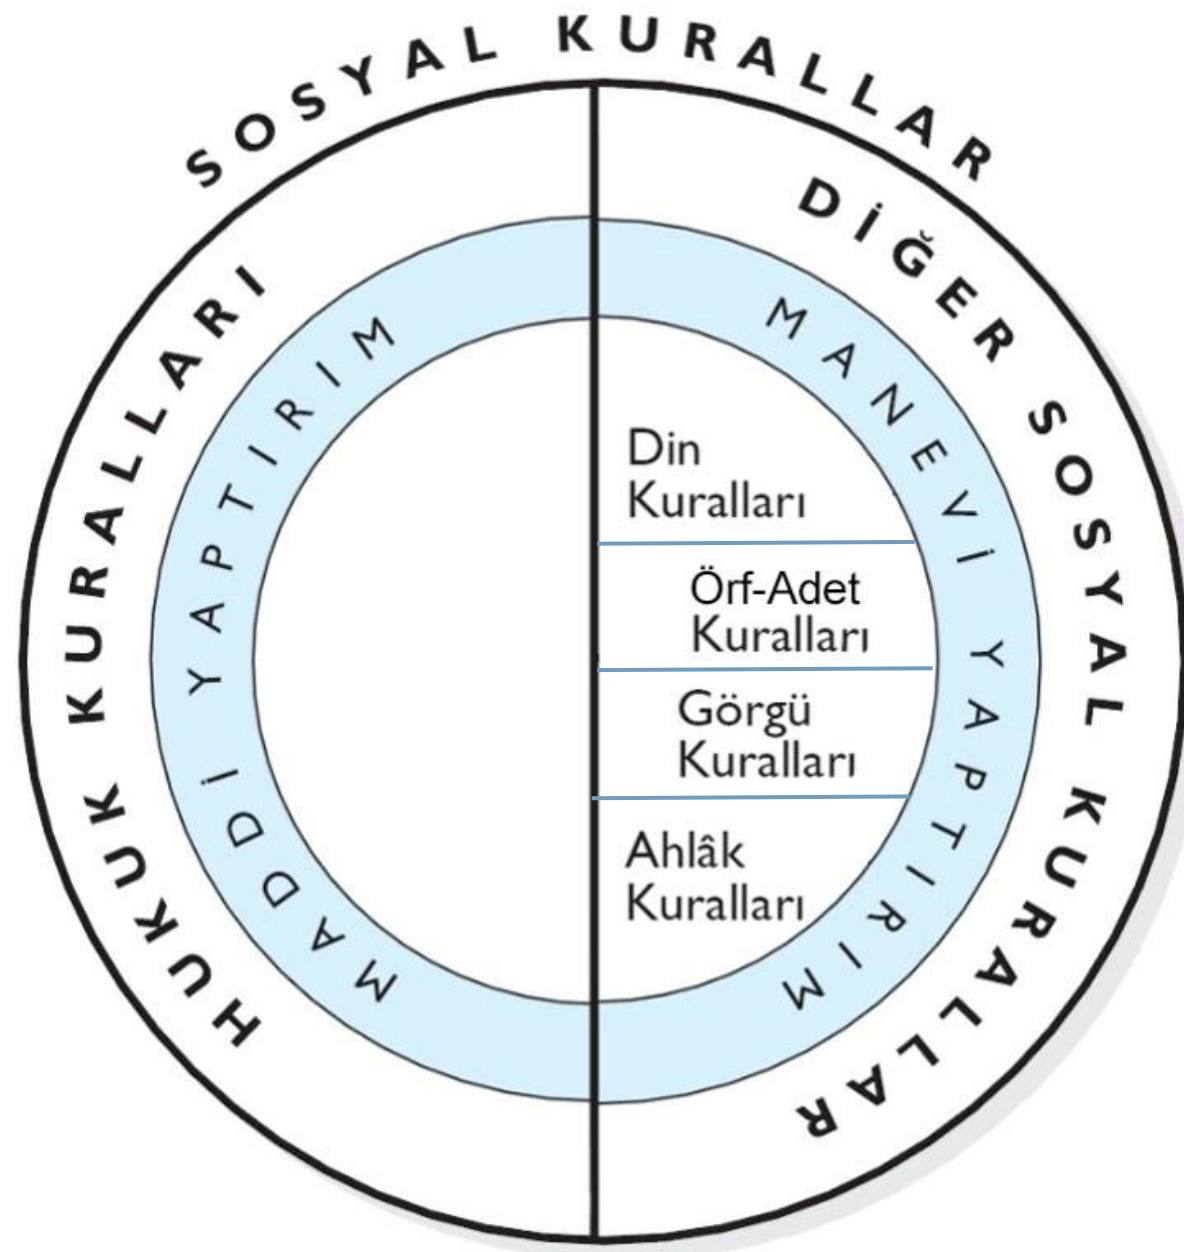 SOSYAL KURALLAR
HUKUK KURALLARI
MADDİ YAPTIRIM
DİĞER SOSYAL KURALLAR
MANEVİ YAPTIRIM
Din
Kuralları
Örf-Adet
Kuralları
Görgü
Kuralları
Ahlâk
Kuralları